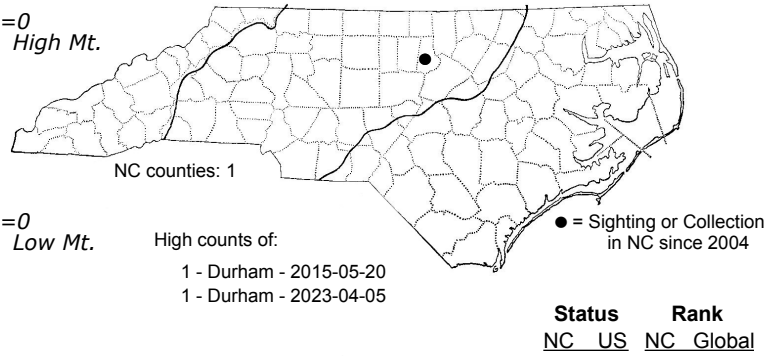 =0
High Mt.
NC counties: 1
=0
Low Mt.
High counts of:
1 - Durham - 2015-05-20
1 - Durham - 2023-04-05
● = Sighting or Collection
in NC since 2004
Status Rank
NC US NC Global